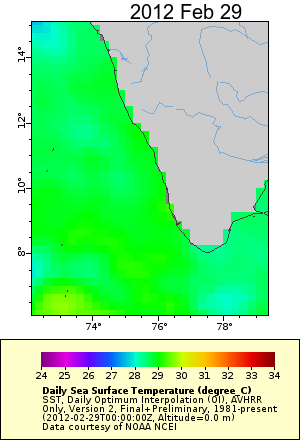 2012 Feb 29
14°
12°
10°
8°
74°
76°
78°
24 25 26 27 28 29 30 31 32 33 34
Daily Sea Surface Temperature (degree_C)
SST, Daily Optimum Interpolation (OI), AVHRR
Only, Version 2, Final+Preliminary, 1981-present
(2012-02-29T00:00:00Z, Altitude=0.0 m)
Data courtesy of NOAA NCEI